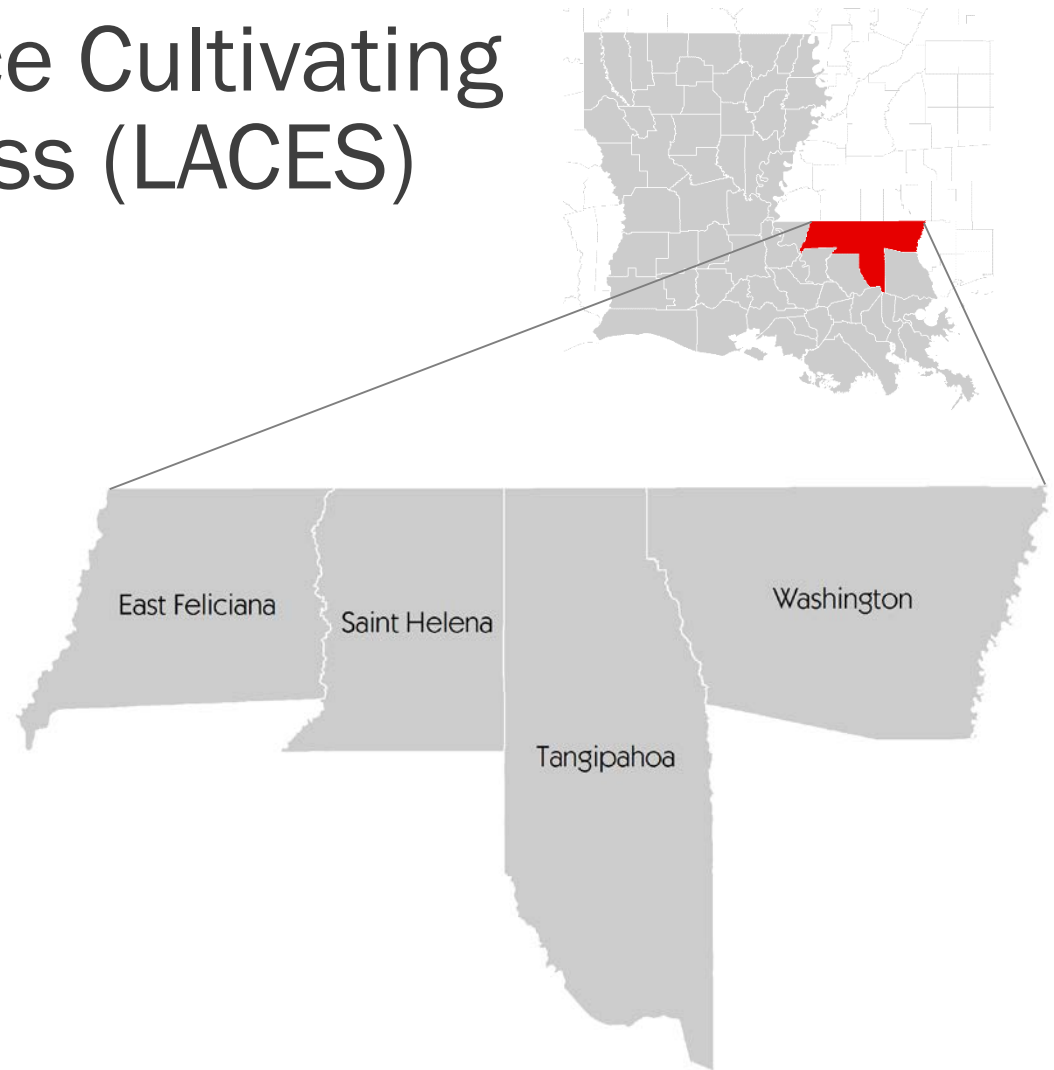 ce Cultivating
ss (LACES)
East Feliciana
Saint Helena
Washington
Tangipahoa